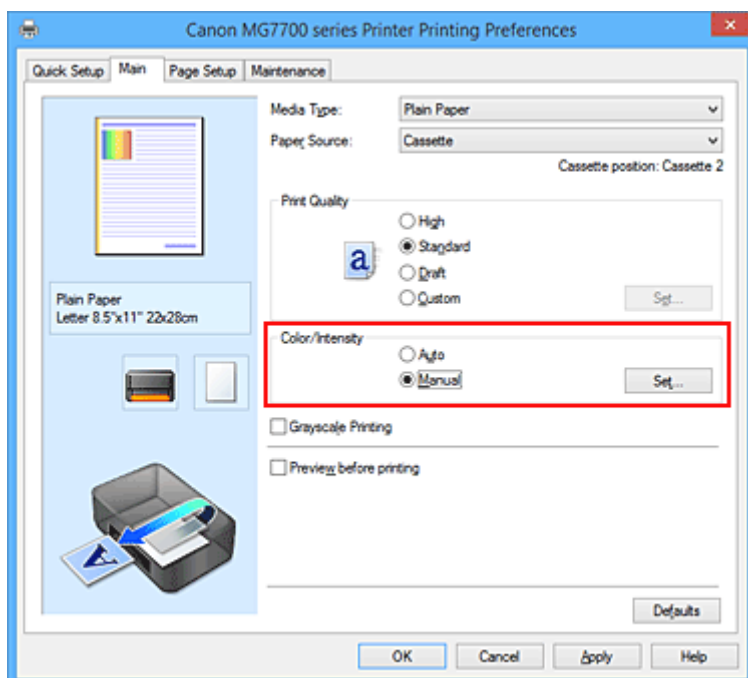 Canon MG7700 series Printer Printing Preferences
Quick Setup Main Page Setup Maintenance
Media Type: Plain Paper
Paper Source: Cassette
Cassette position: Cassette 2
Print Quality
High
Standard
Draft
Custom Set...
a
Plain Paper
Letter 8.5"x11" 22x28cm
Color/Intensity
Auto
Manual Set...
Grayscale Printing
Preview before printing
A
Defaults
OK Cancel Apply Help